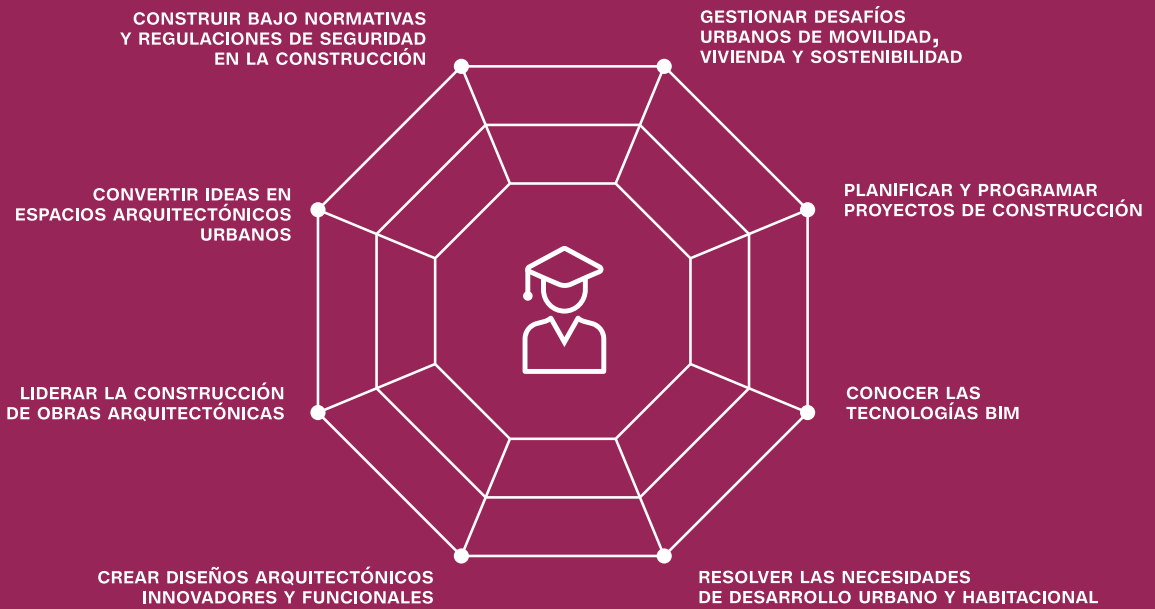 CONSTRUIR BAJO NORMATIVAS
Y REGULACIONES DE SEGURIDAD
EN LA CONSTRUCCIÓN
GESTIONAR DESAFÍOS
URBANOS DE MOVILIDAD,
VIVIENDA Y SOSTENIBILIDAD
CONVERTIR IDEAS EN
ESPACIOS ARQUITECTÓNICOS
URBANOS
PLANIFICAR Y PROGRAMAR
PROYECTOS DE CONSTRUCCIÓN
LIDERAR LA CONSTRUCCIÓN
DE OBRAS ARQUITECTÓNICAS
CONOCER LAS
TECNOLOGÍAS BIM
CREAR DISEÑOS ARQUITECTÓNICOS
INNOVADORES Y FUNCIONALES
RESOLVER LAS NECESIDADES
DE DESARROLLO URBANO Y HABITACIONAL